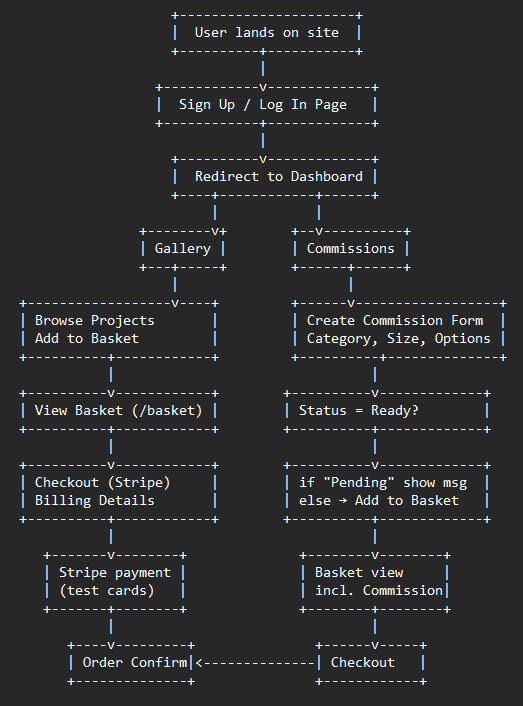 User lands on site
Sign Up / Log In Page
Redirect to Dashboard
Gallery
Commissions
Browse Projects
Add to Basket
Create Commission Form
Category, Size, Options
View Basket (/basket)
Status = Ready?
Checkout (Stripe)
Billing Details
if "Pending" show msg
else → Add to Basket
Stripe payment
(test cards)
Basket view
incl. Commission
Order Confirm
Checkout